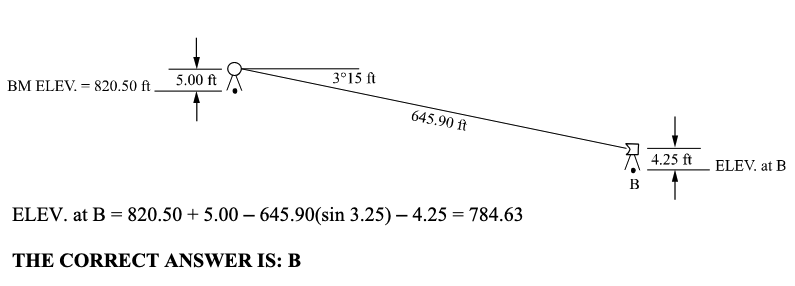 3°15 ft
BM ELEV. = 820.50 ft
5.00 ft
645.90 ft
4.25 ft
ELEV. at B
B
ELEV. at B = 820.50 + 5.00 – 645.90(sin 3.25) – 4.25 = 784.63
THE CORRECT ANSWER IS: B